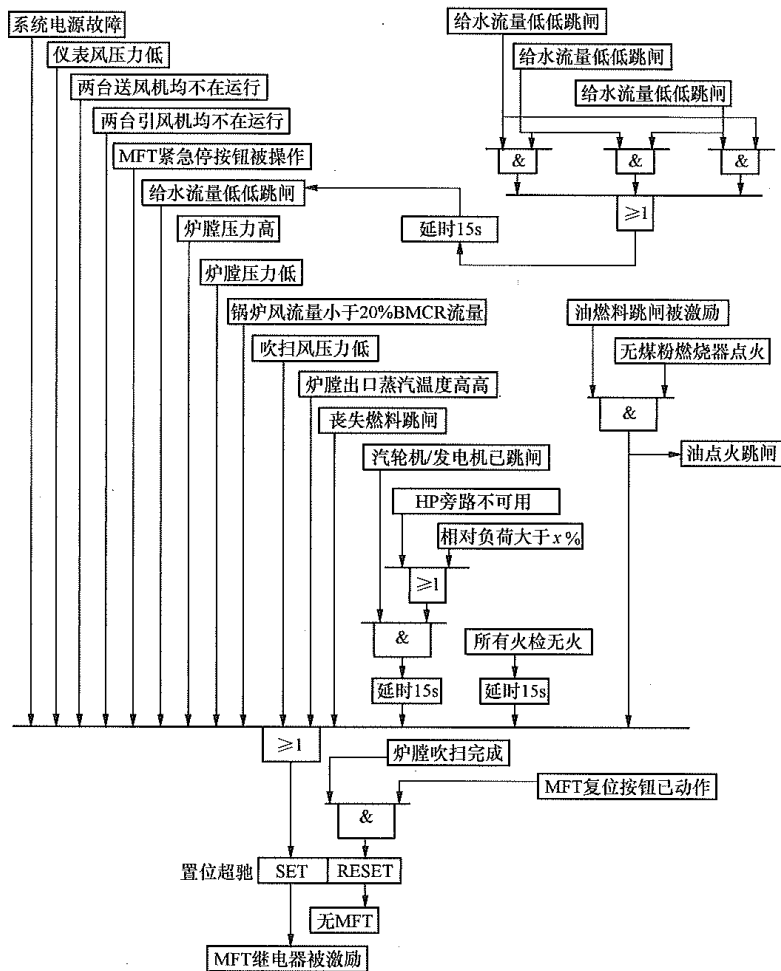 系统电源故障
给水流量低低跳闸
仪表风压力低
给水流量低低跳闸
两台送风机均不在运行
给水流量低低跳闸
两台引风机均不在运行
MFT紧急停按钮被操作
&
&
&
给水流量低低跳闸
≥1
延时15s
炉膛压力高
炉膛压力低
锅炉风流量小于20%BMCR流量
油燃料跳闸被激励
吹扫风压力低
无煤粉燃烧器点火
炉膛出口蒸汽温度高高
&
丧失燃料跳闸
汽轮机/发电机已跳闸
油点火跳闸
HP旁路不可用
相对负荷大于x%
≥1
&
所有火检无火
延时15s
延时15s
≥1
炉膛吹扫完成
MFT复位按钮已动作
&
置位超驰
SET
RESET
无MFT
MFT继电器被激励